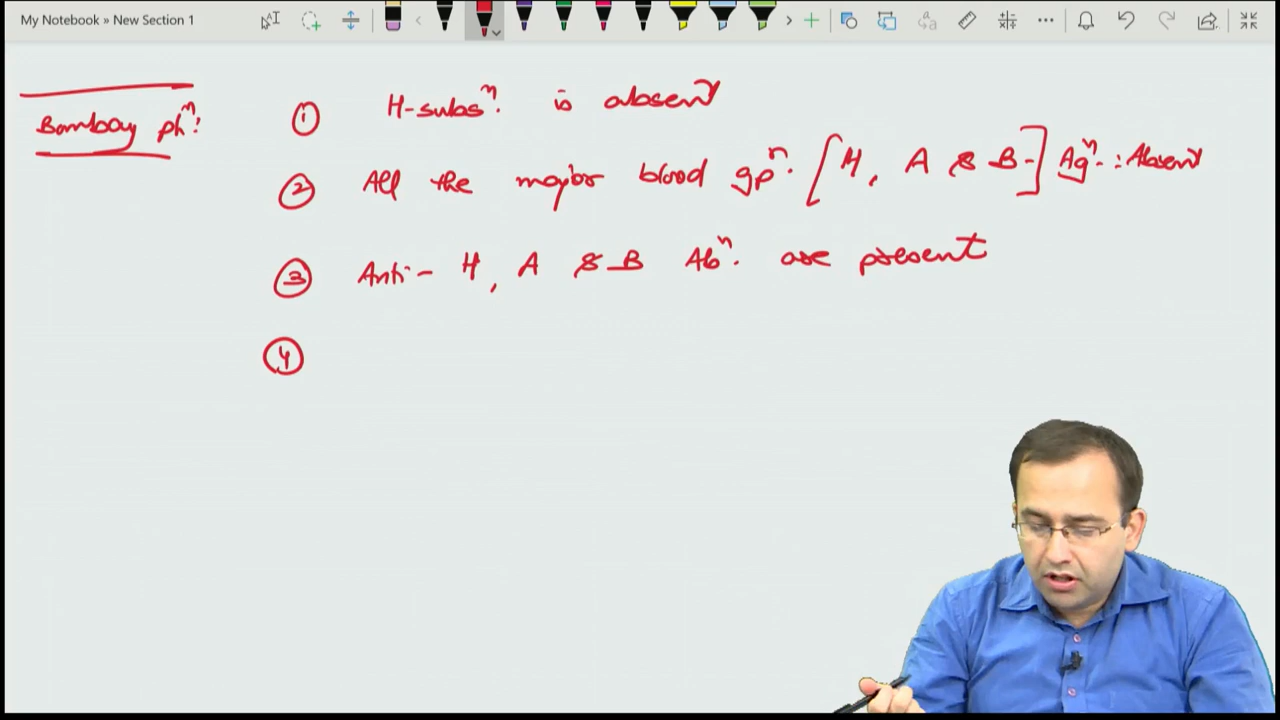 My Notebook » New Section 1
Bombay phⁿ:
① H-subsⁿ. is absent
② All the major blood gpⁿ. [H, A & B-] Agⁿ- : Absent
③ Anti- H, A & B Abⁿ. are present
④